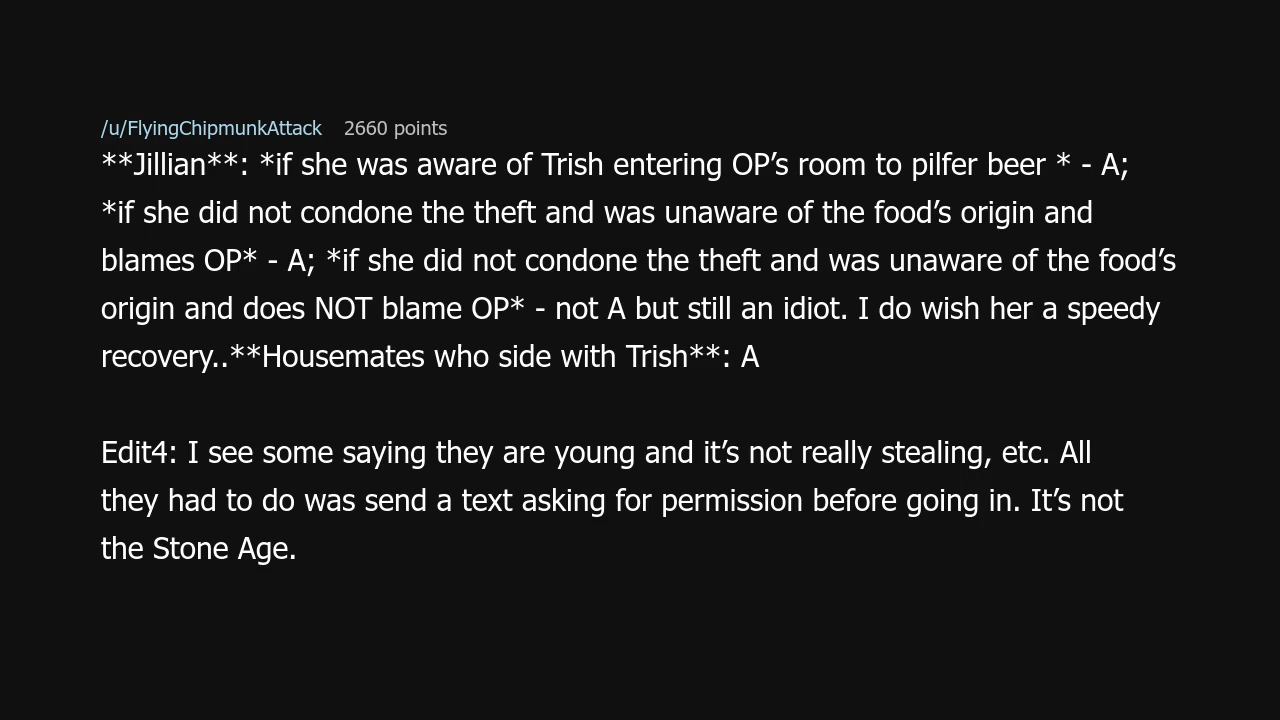 /u/FlyingChipmunkAttack 2660 points
**Jillian**: *if she was aware of Trish entering OP’s room to pilfer beer * - A;
*if she did not condone the theft and was unaware of the food’s origin and
blames OP* - A; *if she did not condone the theft and was unaware of the food’s
origin and does NOT blame OP* - not A but still an idiot. I do wish her a speedy
recovery..**Housemates who side with Trish**: A
Edit4: I see some saying they are young and it’s not really stealing, etc. All
they had to do was send a text asking for permission before going in. It’s not
the Stone Age.